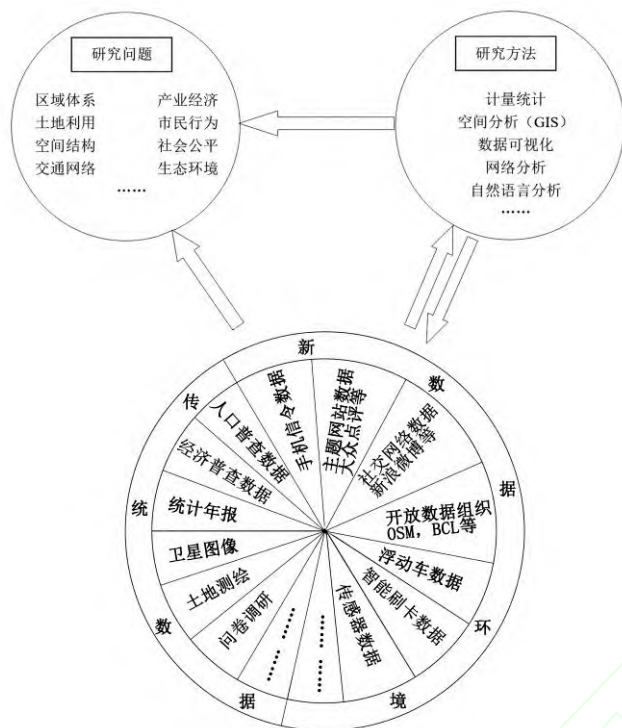 研究问题
区域体系 产业经济
土地利用 市民行为
空间结构 社会公平
交通网络 生态环境
……
研究方法
计量统计
空间分析（GIS）
数据可视化
网络分析
自然语言分析
……
新数据环境
手机信令数据
主题网站数据
大众点评等
社交网络数据
新浪微博等
开放数据组织
OSM，BCL等
浮动车数据
智能刷卡数据
传感器数据
……
传统数据
人口普查数据
经济普查数据
统计年报
卫星图像
土地测绘
问卷调研
……